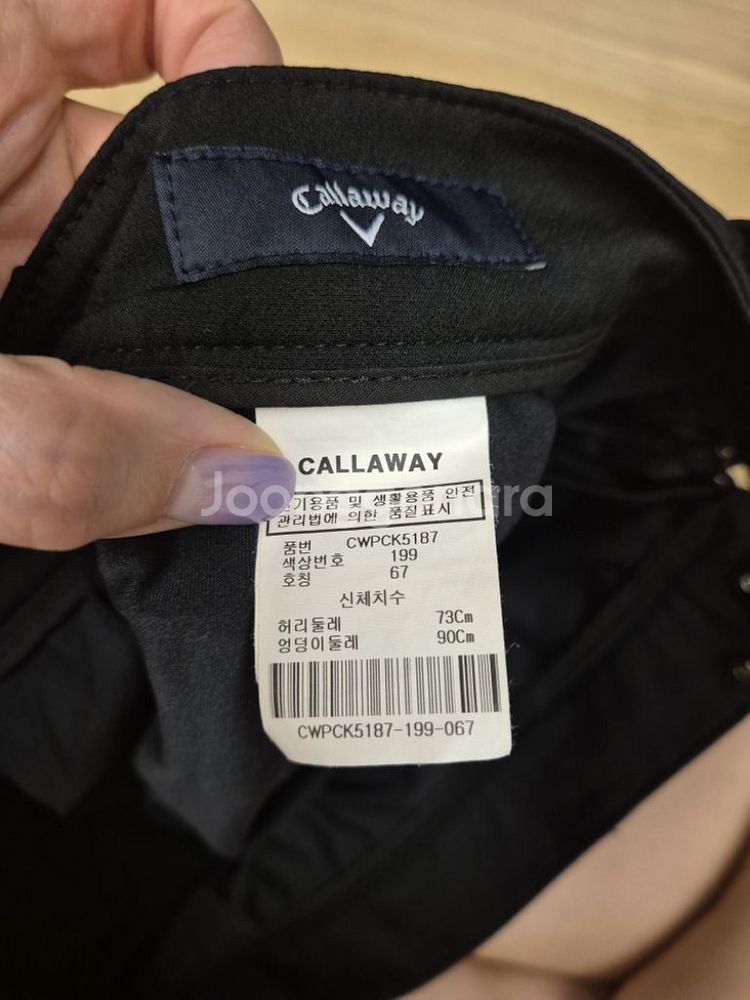 Callaway
CALLAWAY
기용품 및 생활용품 안전
관리법에 의한 품질표시
품번 CWPCK5187
색상번호 199
호칭 67
신체치수
허리둘레 73Cm
엉덩이둘레 90Cm
CWPCK5187-199-067